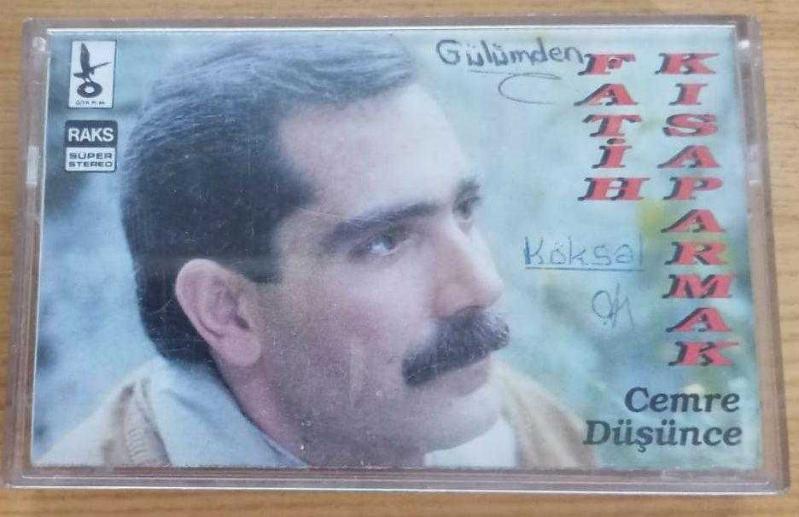 Gülümden
FATİH
KISAPARMAK
RAKS
SÜPER
STEREO
Köksal
Cemre
Düşünce